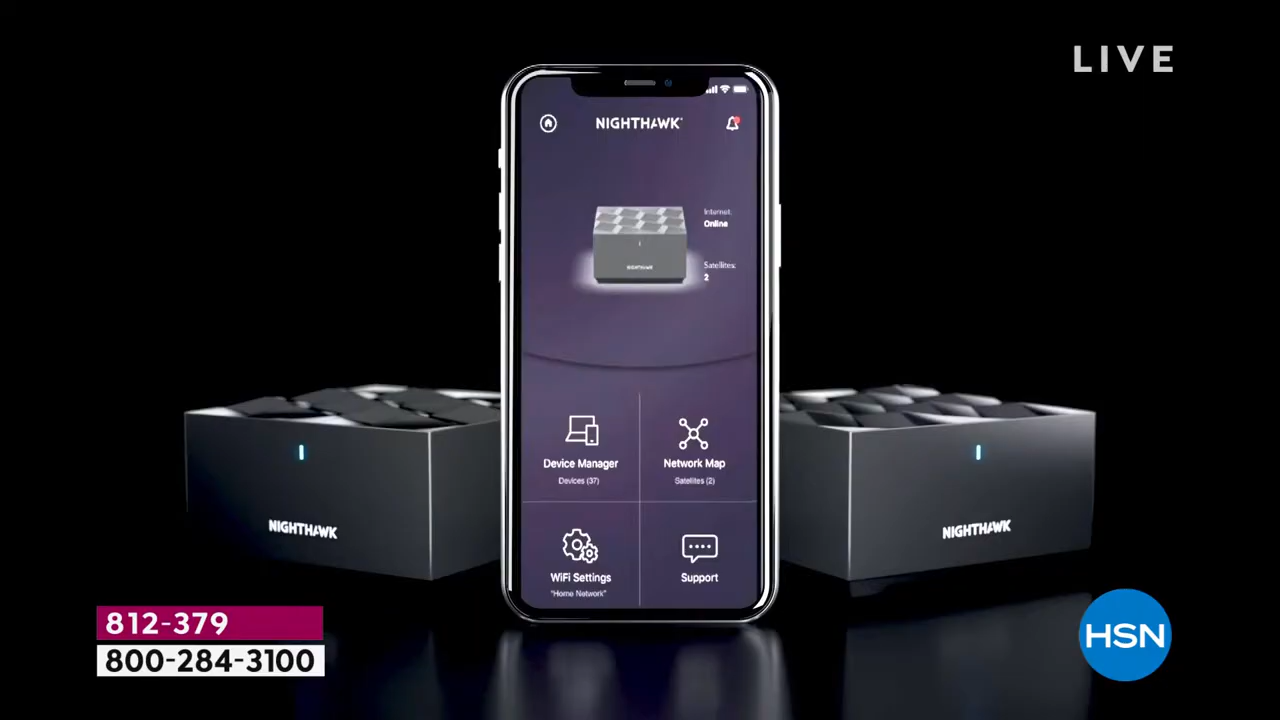 LIVE
NIGHTHAWK
Internet:
Online
NIGHTHAWK
Satellites:
2
Device Manager
Devices (37)
Network Map
Satellites (2)
WiFi Settings
"Home Network"
Support
NIGHTHAWK
NIGHTHAWK
812-379
800-284-3100
HSN